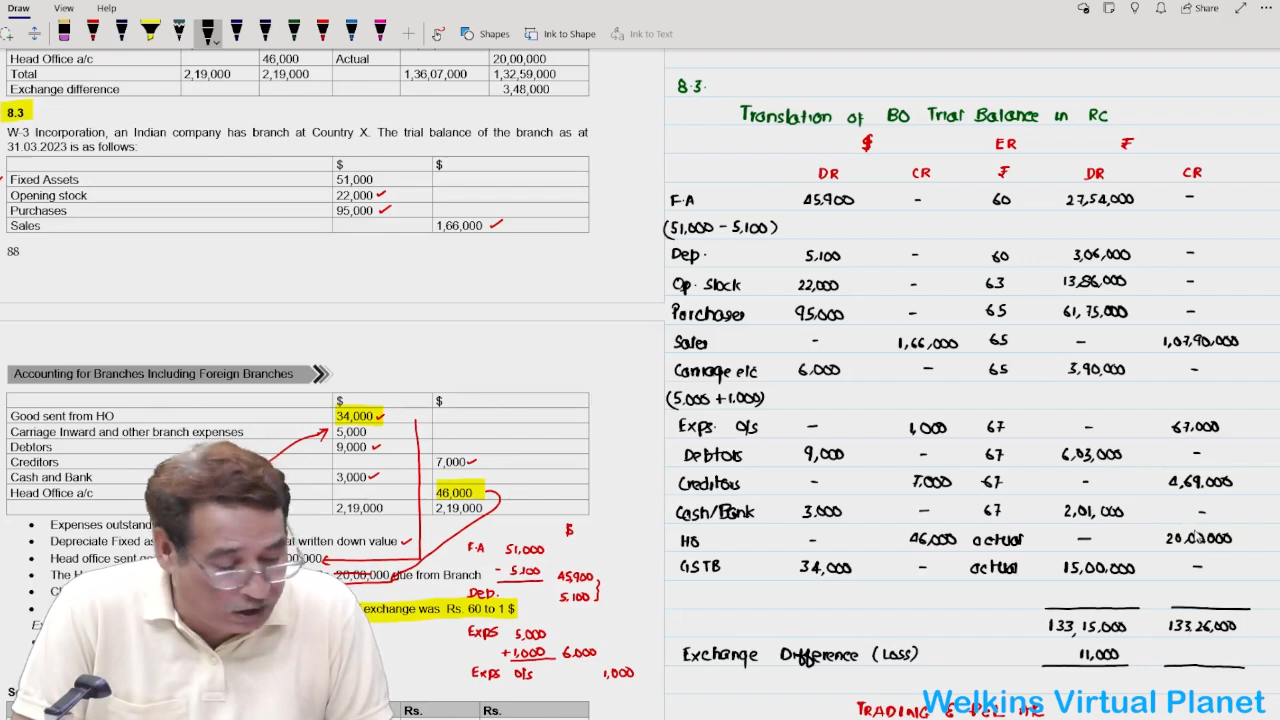 Draw View Help
Share
Shapes Ink to Shape Ink to Text
Head Office a/c 46,000 Actual 20,00,000
Total 2,19,000 2,19,000 1,36,07,000 1,32,59,000
Exchange difference 3,48,000
8.3
W-3 Incorporation, an Indian company has branch at Country X. The trial balance of the branch as at
31.03.2023 is as follows:
$ $
Fixed Assets 51,000
Opening stock 22,000
Purchases 95,000
Sales 1,66,000
88
Accounting for Branches Including Foreign Branches
$ $
Good sent from HO 34,000
Carriage Inward and other branch expenses 5,000
Debtors 9,000
Creditors 7,000
Cash and Bank 3,000
Head Office a/c 46,000
2,19,000 2,19,000
Expenses outstand
Depreciate Fixed as at written down value
Head office sent go 00,000
The H 20,00,000 due from Branch
exchange was Rs. 60 to 1 $
Rs. Rs.
$
F.A 51,000
- 5,100 45,900
Dep. 5,100
Exps 5,000
+ 1,000 6,000
Exps o/s 1,000
8.3.
Translation of BO Trial Balance in RC
$ ER ₹
DR CR ₹ DR CR
F.A 45,900 - 60 27,54,000 -
(51,000 - 5,100)
Dep. 5,100 - 60 3,06,000 -
Op. Stock 22,000 - 63 13,86,000 -
Purchases 95,000 - 65 61,75,000 -
Sales - 1,66,000 65 - 1,07,90,000
Carriage etc 6,000 - 65 3,90,000 -
(5,000 + 1,000)
Exps. o/s - 1,000 67 - 67,000
Debtors 9,000 - 67 6,03,000 -
Creditors - 7,000 67 - 4,69,000
Cash/Bank 3,000 - 67 2,01,000 -
HO - 46,000 actual - 20,00,000
GSTB 34,000 - actual 15,00,000 -
133,15,000 133,26,000
Exchange Difference (Loss) 11,000
Welkins Virtual Planet
TRADING &